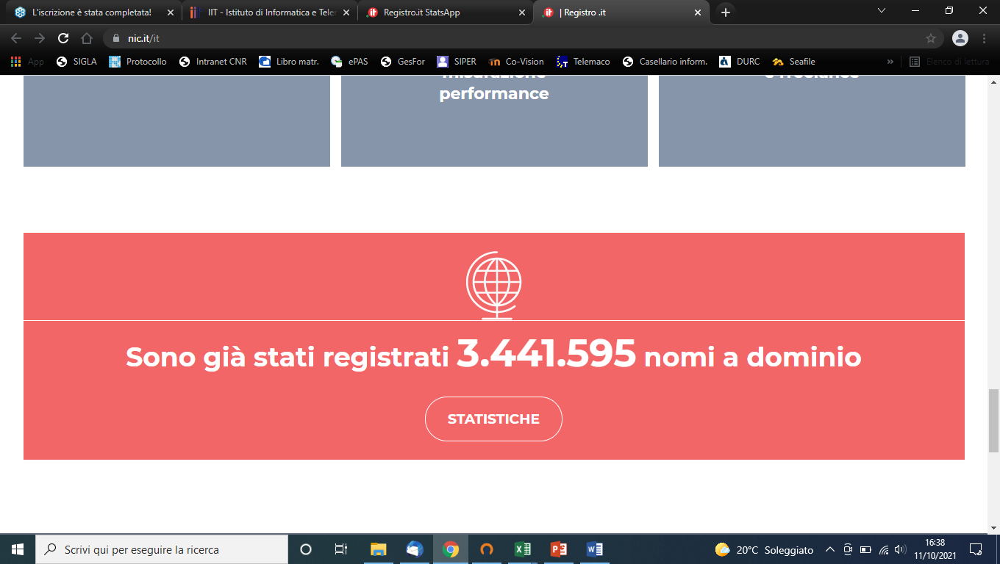 L'iscrizione è stata completata!
IIT - Istituto di Informatica e Teler
Registro.it StatsApp
| Registro .it
nic.it/it
App
SIGLA
Protocollo
Intranet CNR
Libro matr.
ePAS
GesFor
SIPER
Co-Vision
Telemaco
Casellario inform.
DURC
Seafile
»
Elenco di lettura
misurazione
performance
e freelance
Sono già stati registrati 3.441.595 nomi a dominio
STATISTICHE
Scrivi qui per eseguire la ricerca
20°C Soleggiato
16:38
11/10/2021